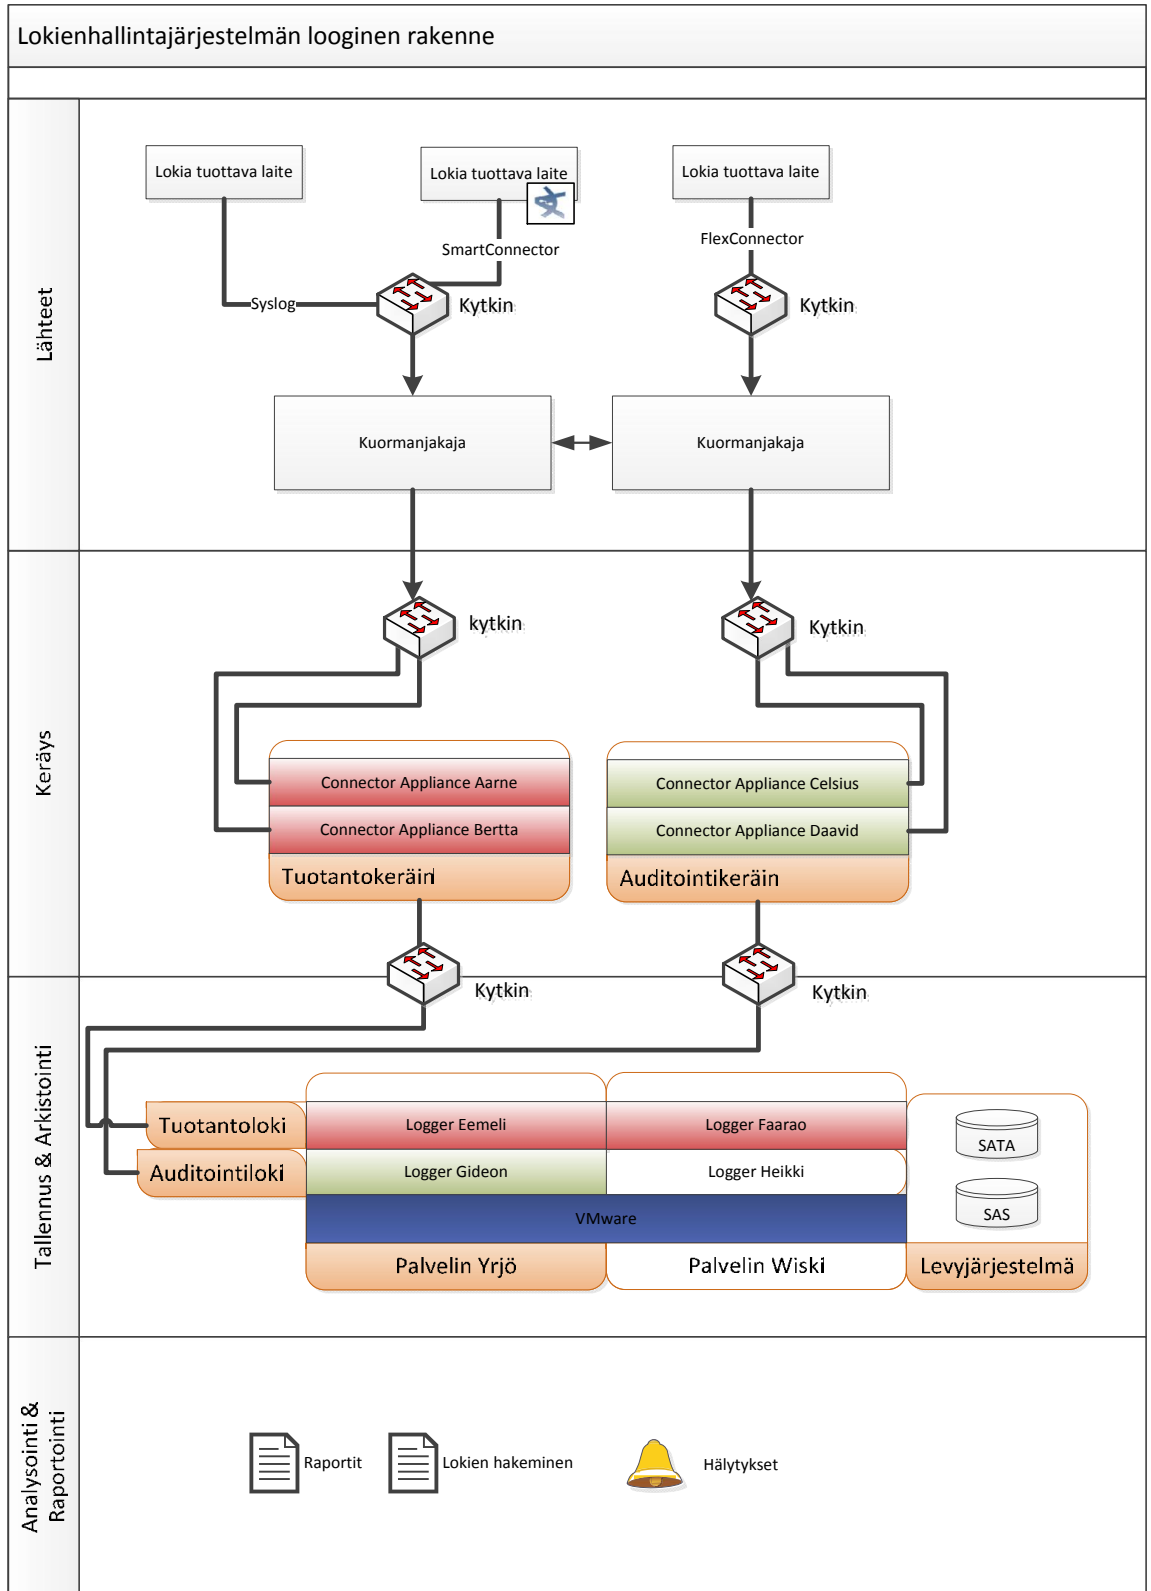 Lokienhallintajärjestelmän looginen rakenne
Lähteet
Lokia tuottava laite
Lokia tuottava laite
Lokia tuottava laite
SmartConnector
FlexConnector
Syslog
Kytkin
Kytkin
Kuormanjakaja
Kuormanjakaja
Keräys
kytkin
Kytkin
Connector Appliance Aarne
Connector Appliance Bertta
Tuotantokeräin
Connector Appliance Celsius
Connector Appliance Daavid
Auditointikeräin
Kytkin
Kytkin
Tallennus & Arkistointi
Tuotantoloki
Logger Eemeli
Logger Faarao
SATA
Auditointiloki
Logger Gideon
Logger Heikki
SAS
VMware
Palvelin Yrjö
Palvelin Wiski
Levyjärjestelmä
Analysointi &
Raportointi
Raportit
Lokien hakeminen
Hälytykset